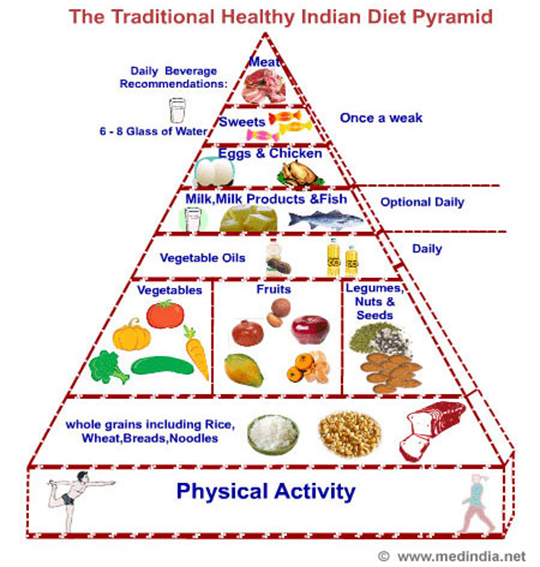 The Traditional Healthy Indian Diet Pyramid
Meat
Daily Beverage
Recommendations:
6 - 8 Glass of Water
Sweets
Once a weak
Eggs & Chicken
Milk,Milk Products &Fish
Optional Daily
Vegetable Oils
Daily
Vegetables
Fruits
Legumes,
Nuts &
Seeds
whole grains including Rice,
Wheat,Breads,Noodles
Physical Activity
© www.medindia.net